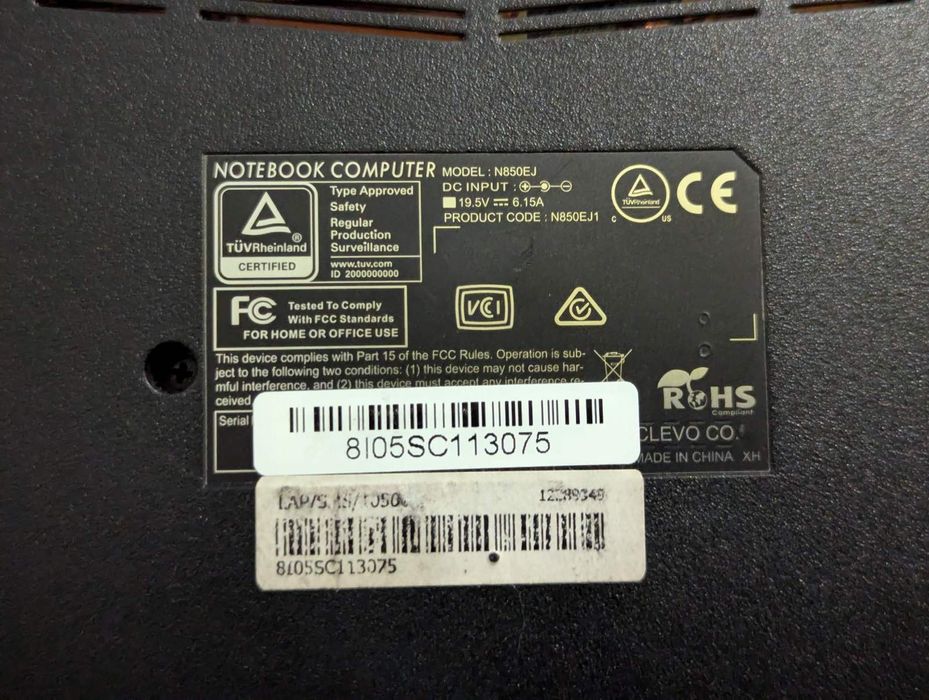 NOTEBOOK COMPUTER
MODEL : N850EJ
DC INPUT :
19.5V 6.15A
PRODUCT CODE : N850EJ1
TÜVRheinland
CERTIFIED
Type Approved
Safety
Regular
Production
Surveillance
www.tuv.com
ID 2000000000
TÜVRheinland
C US
CE
FC
Tested To Comply
With FCC Standards
FOR HOME OR OFFICE USE
VCI
This device complies with Part 15 of the FCC Rules. Operation is sub-
ject to the following two conditions: (1) this device may not cause har-
mful interference, and (2) this device must accept any interference re-
ceived
Serial
RoHS
Compliant
CLEVO CO.
MADE IN CHINA XH
8I05SC113075
8I05SC113075